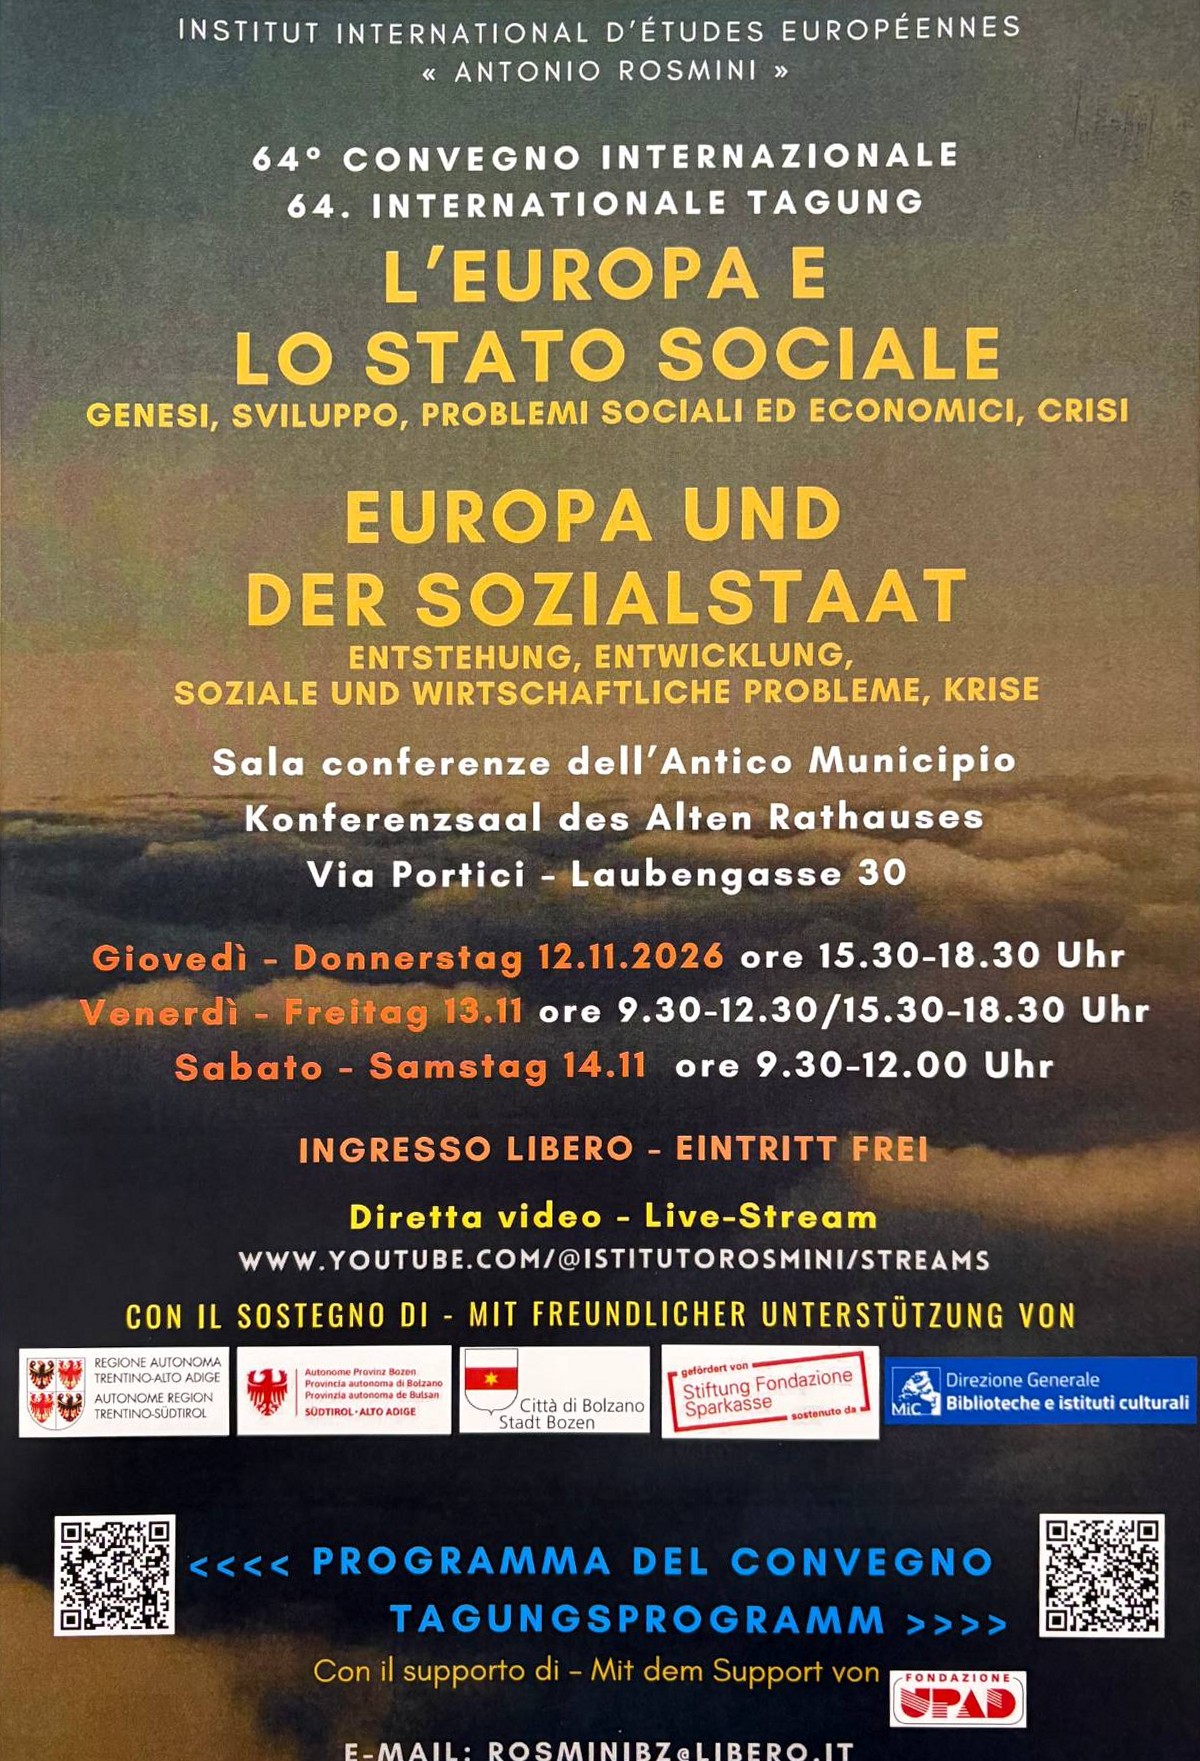 INSTITUT INTERNATIONAL D'ÉTUDES EUROPÉENNES
« ANTONIO ROSMINI »
64° CONVEGNO INTERNAZIONALE
64. INTERNATIONALE TAGUNG
L'EUROPA E
LO STATO SOCIALE
GENESI, SVILUPPO, PROBLEMI SOCIALI ED ECONOMICI, CRISI
EUROPA UND
DER SOZIALSTAAT
ENTSTEHUNG, ENTWICKLUNG,
SOZIALE UND WIRTSCHAFTLICHE PROBLEME, KRISE
Sala conferenze dell'Antico Municipio
Konferenzsaal des Alten Rathauses
Via Portici - Laubengasse 30
Giovedì - Donnerstag 12.11.2026 ore 15.30-18.30 Uhr
Venerdì - Freitag 13.11 ore 9.30-12.30/15.30-18.30 Uhr
Sabato - Samstag 14.11 ore 9.30-12.00 Uhr
INGRESSO LIBERO - EINTRITT FREI
Diretta video - Live-Stream
WWW.YOUTUBE.COM/@ISTITUTOROSMINI/STREAMS
CON IL SOSTEGNO DI - MIT FREUNDLICHER UNTERSTÜTZUNG VON
REGIONE AUTONOMA
TRENTINO-ALTO ADIGE
AUTONOME REGION
TRENTINO-SÜDTIROL
Autonome Provinz Bozen
Provincia autonoma di Bolzano
Provinzia autonoma de Bulsan
SÜDTIROL · ALTO ADIGE
Città di Bolzano
Stadt Bozen
gefördert von
Stiftung Fondazione
Sparkasse
sostenuto da
MiC
Direzione Generale
Biblioteche e istituti culturali
<<<< PROGRAMMA DEL CONVEGNO
TAGUNGSPROGRAMM >>>>
Con il supporto di - Mit dem Support von
FONDAZIONE
UPAD
E-MAIL: ROSMINIBZ@LIBERO.IT